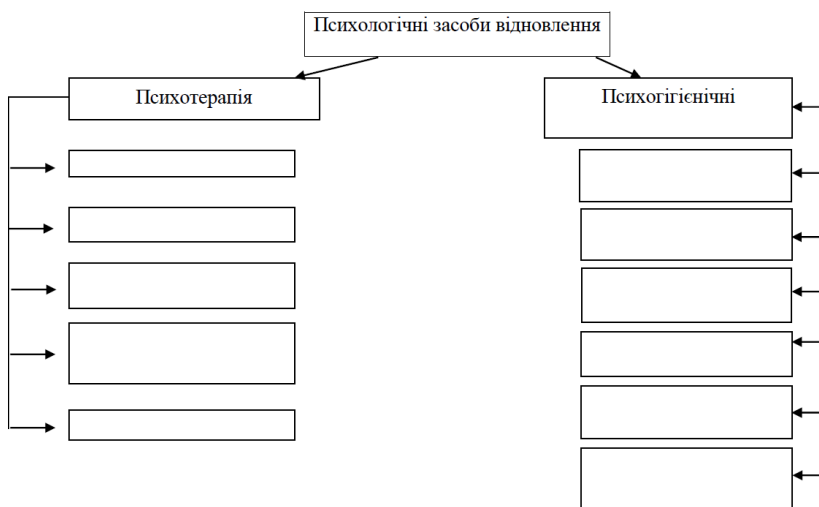 Психологічні засоби відновлення
Психотерапія
Психогігієнічні